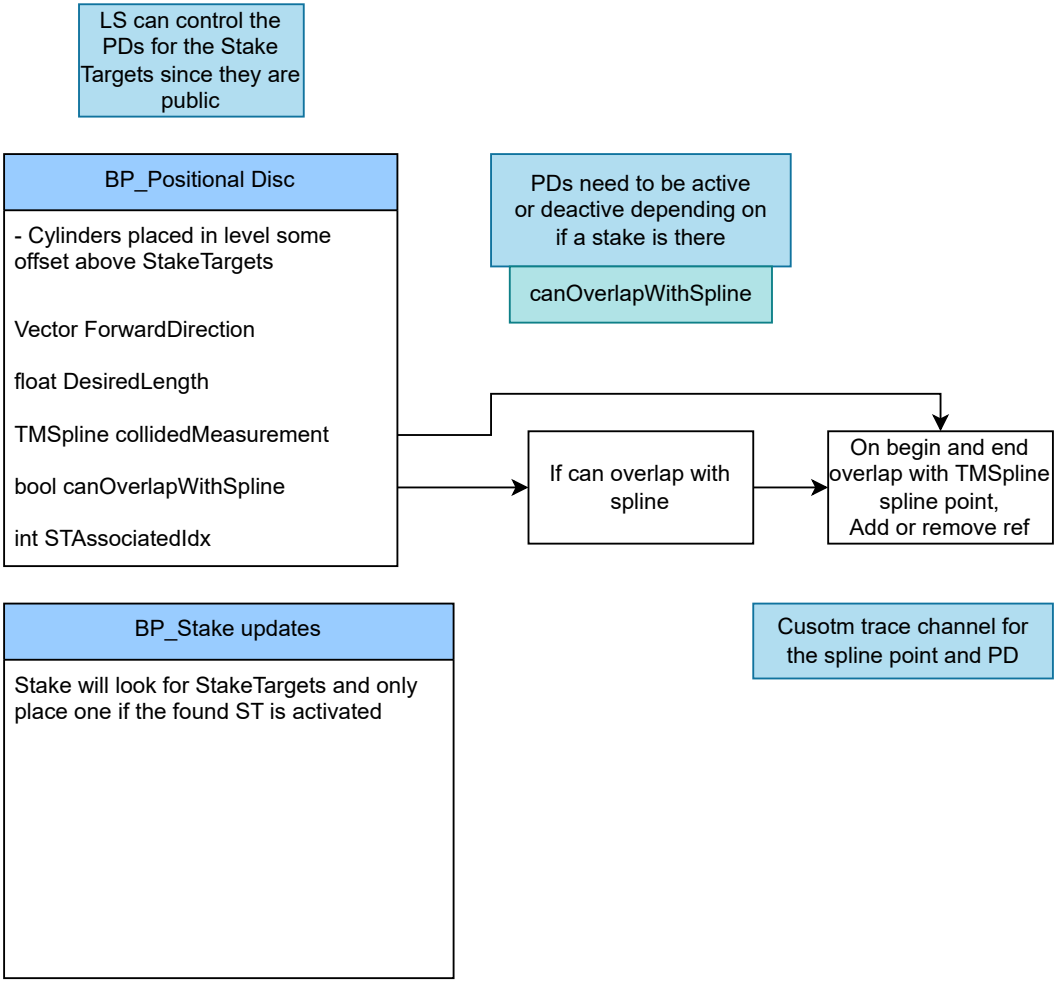 LS can control the
PDs for the Stake
Targets since they are
public
BP_Positional Disc
- Cylinders placed in level some
offset above StakeTargets
Vector ForwardDirection
float DesiredLength
TMSpline collidedMeasurement
bool canOverlapWithSpline
int STAssociatedIdx
PDs need to be active
or deactive depending on
if a stake is there
canOverlapWithSpline
If can overlap with
spline
On begin and end
overlap with TMSpline
spline point,
Add or remove ref
BP_Stake updates
Stake will look for StakeTargets and only
place one if the found ST is activated
Cusotm trace channel for
the spline point and PD